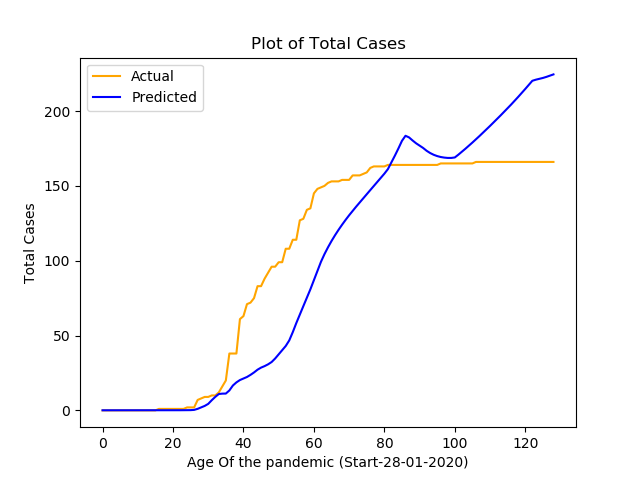 Plot of Total Cases
Actual
Predicted
Total Cases
200
150
100
50
0
0 20 40 60 80 100 120
Age Of the pandemic (Start-28-01-2020)